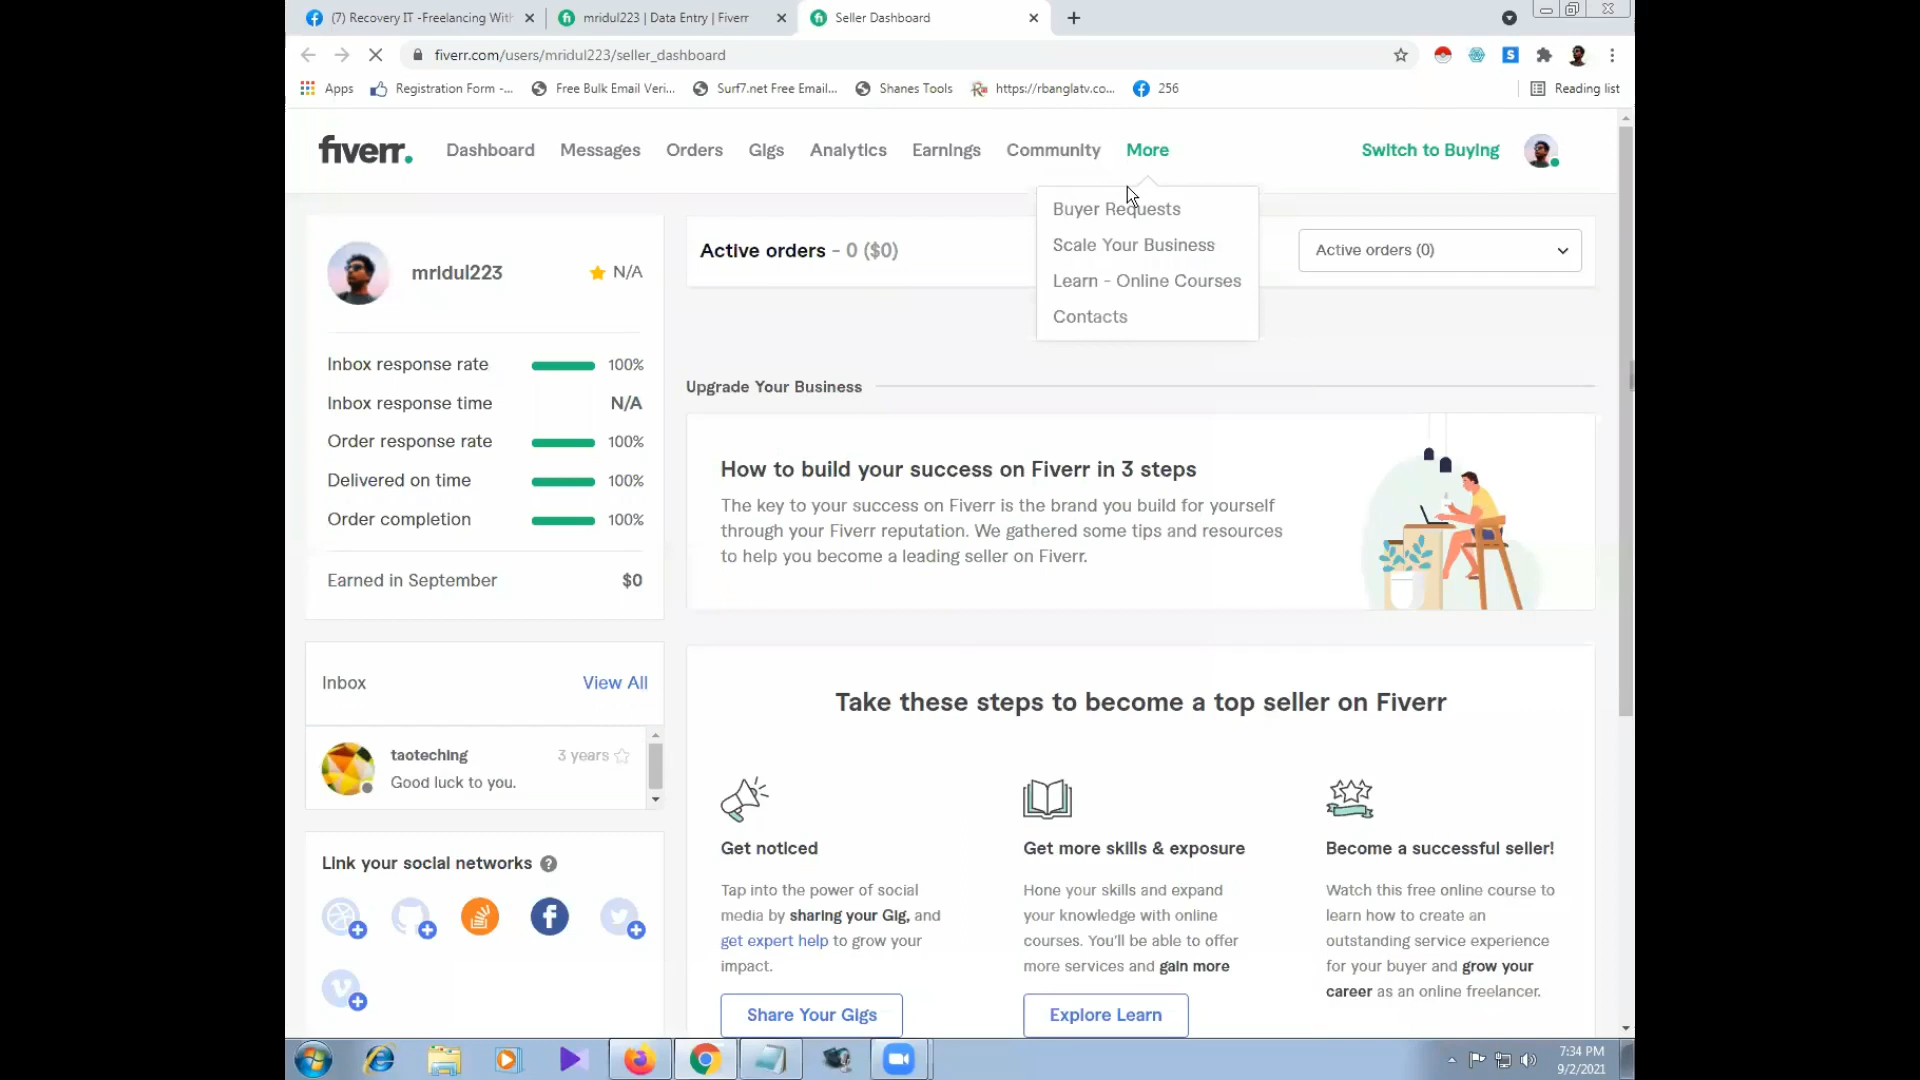 (7) Recovery IT -Freelancing With
mridul223 | Data Entry | Fiverr
Seller Dashboard
fiverr.com/users/mridul223/seller_dashboard
Apps
Registration Form -...
Free Bulk Email Veri...
Surf7.net Free Email...
Shanes Tools
https://rbanglatv.co...
256
Reading list
fiverr.
Dashboard
Messages
Orders
Gigs
Analytics
Earnings
Community
More
Switch to Buying
Buyer Requests
Scale Your Business
Learn - Online Courses
Contacts
mridul223
N/A
Active orders - 0 ($0)
Active orders (0)
Inbox response rate 100%
Inbox response time N/A
Order response rate 100%
Delivered on time 100%
Order completion 100%
Earned in September $0
Upgrade Your Business
How to build your success on Fiverr in 3 steps
The key to your success on Fiverr is the brand you build for yourself
through your Fiverr reputation. We gathered some tips and resources
to help you become a leading seller on Fiverr.
Inbox
View All
taoteching
3 years
Good luck to you.
Link your social networks
?
Take these steps to become a top seller on Fiverr
Get noticed
Tap into the power of social
media by sharing your Gig, and
get expert help to grow your
impact.
Share Your Gigs
Get more skills & exposure
Hone your skills and expand
your knowledge with online
courses. You'll be able to offer
more services and gain more
Explore Learn
Become a successful seller!
Watch this free online course to
learn how to create an
outstanding service experience
for your buyer and grow your
career as an online freelancer.
7:34 PM
9/2/2021